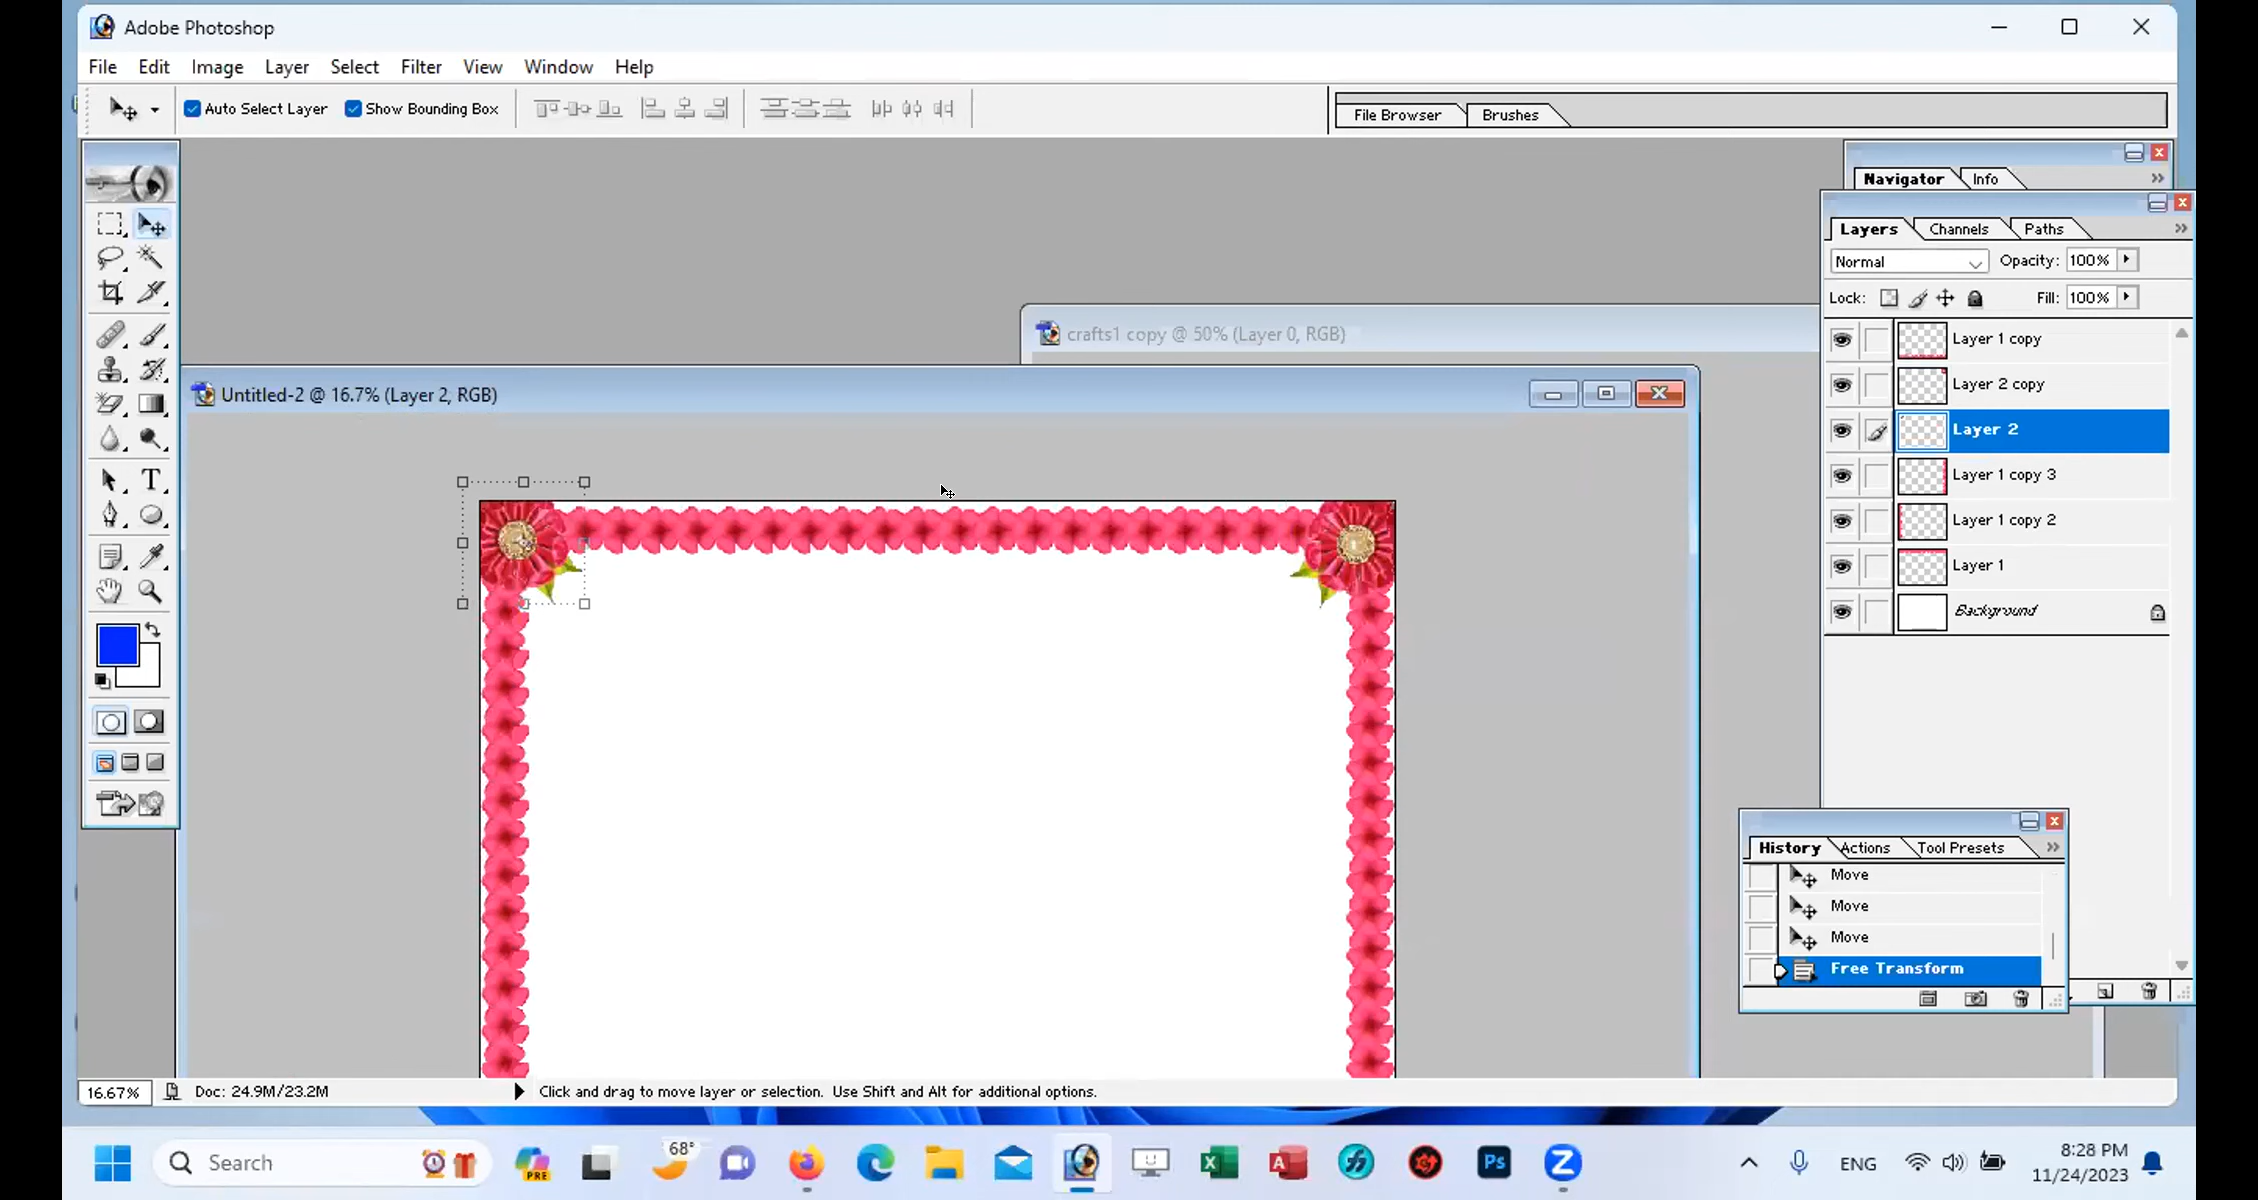 Adobe Photoshop
File Edit Image Layer Select Filter View Window Help
Auto Select Layer Show Bounding Box File Browser Brushes
Navigator Info
Layers Channels Paths
Normal Opacity: 100%
Lock: Fill: 100%
Layer 1 copy
Layer 2 copy
Layer 2
Layer 1 copy 3
Layer 1 copy 2
Layer 1
Background
crafts1 copy @ 50% (Layer 0, RGB)
Untitled-2 @ 16.7% (Layer 2, RGB)
T
History Actions Tool Presets
Move
Move
Move
Free Transform
16.67% Doc: 24.9M/23.2M Click and drag to move layer or selection. Use Shift and Alt for additional options.
Search PRE 68° X A Ps Z ENG 8:28 PM
11/24/2023